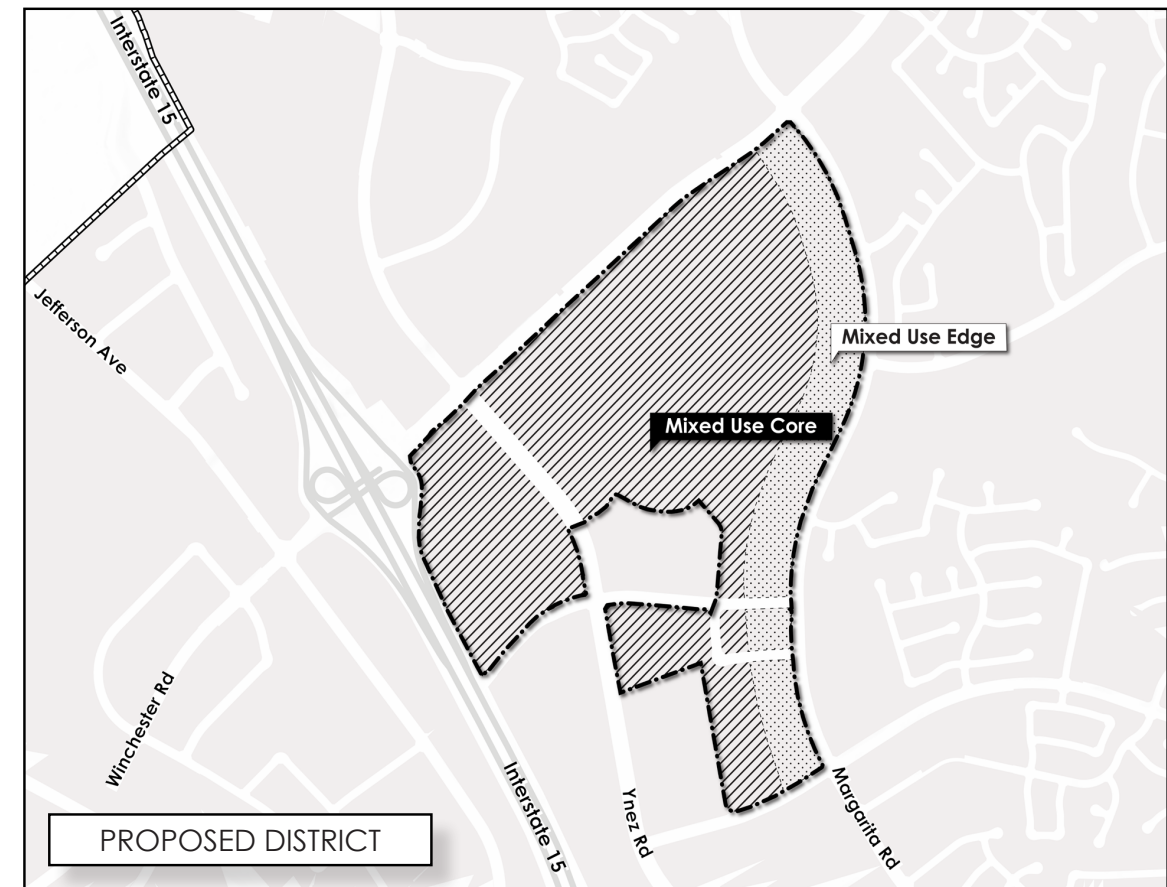 Interstate 15
Jefferson Ave
Mixed Use Edge
Mixed Use Core
Winchester Rd
Interstate 15
Ynez Rd
Margarita Rd
PROPOSED DISTRICT